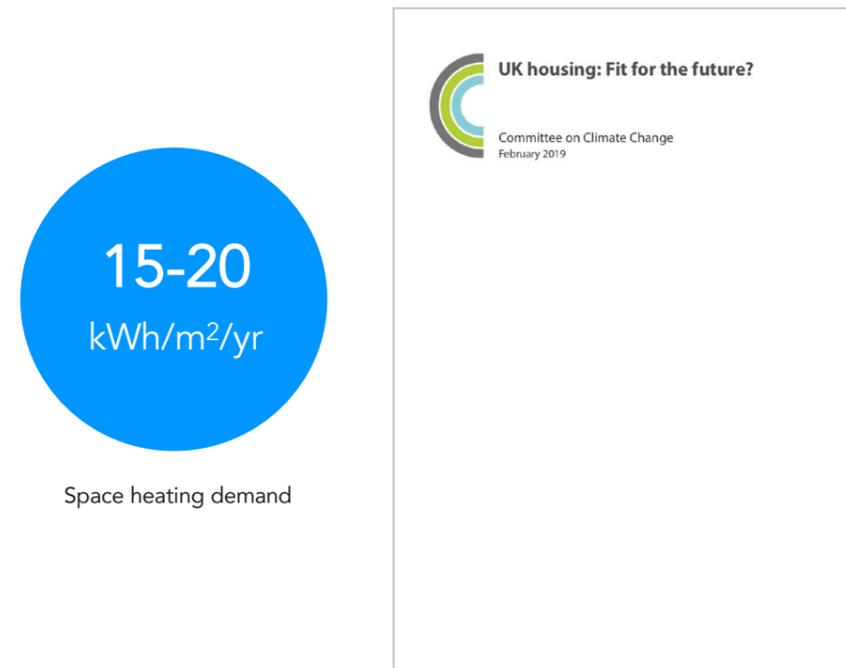 15-20
kWh/m²/yr
Space heating demand
UK housing: Fit for the future?
Committee on Climate Change
February 2019